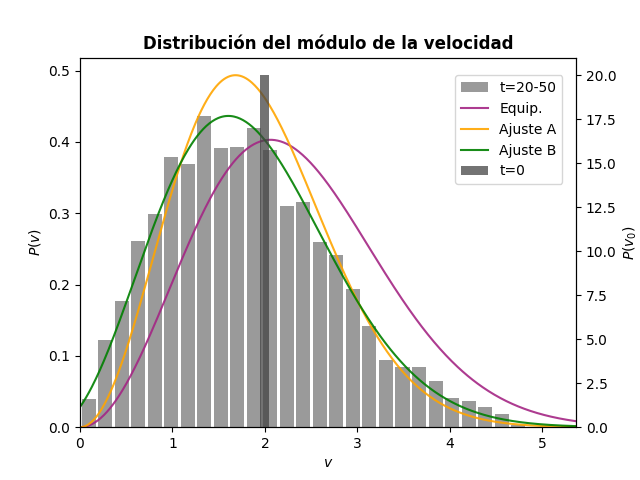 Distribución del módulo de la velocidad
0.5
0.4
0.3
0.2
0.1
0.0
P(v)
t=20-50
Equip.
Ajuste A
Ajuste B
t=0
20.0
17.5
15.0
12.5
10.0
7.5
5.0
2.5
0.0
P(v₀)
0 1 2 3 4 5
v